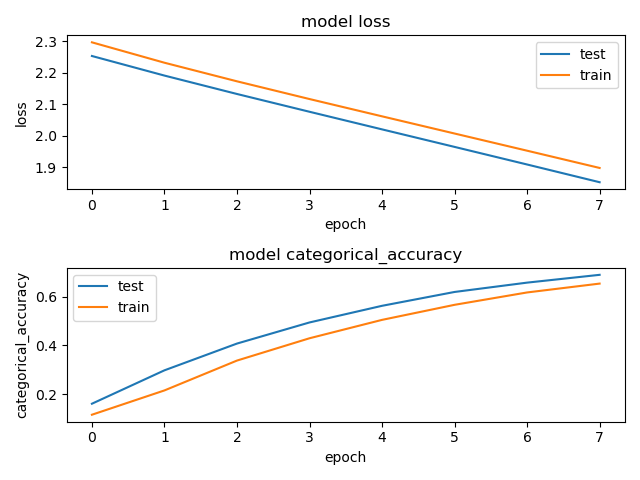 model loss
2.3
2.2
2.1
2.0
1.9
loss
test
train
0 1 2 3 4 5 6 7
epoch
model categorical_accuracy
0.6
0.4
0.2
categorical_accuracy
test
train
0 1 2 3 4 5 6 7
epoch